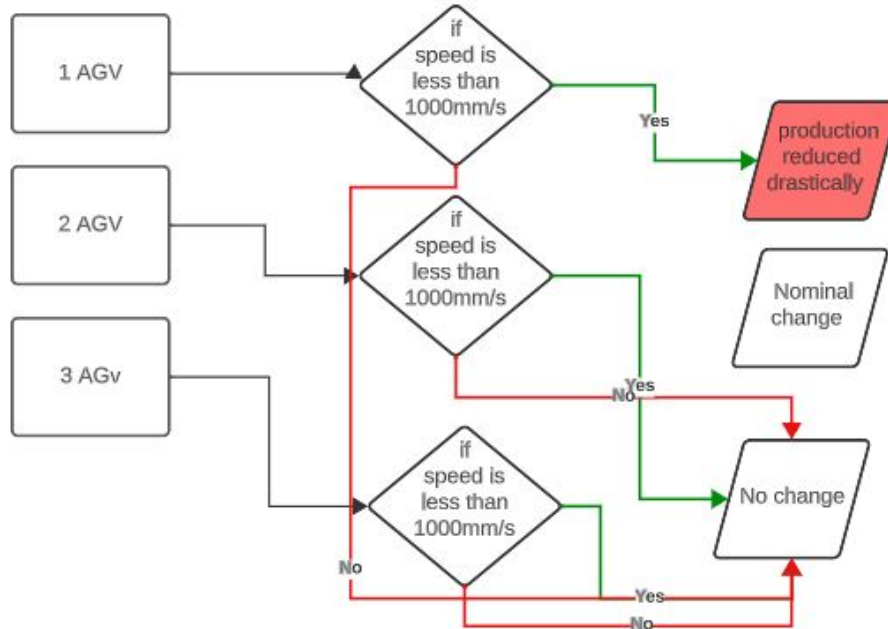 1 AGV
if
speed is
less than
1000mm/s
Yes
production
reduced
drastically
2 AGV
if
speed is
less than
1000mm/s
Nominal
change
3 AGv
Yes
No
if
speed is
less than
1000mm/s
No change
No
Yes
No